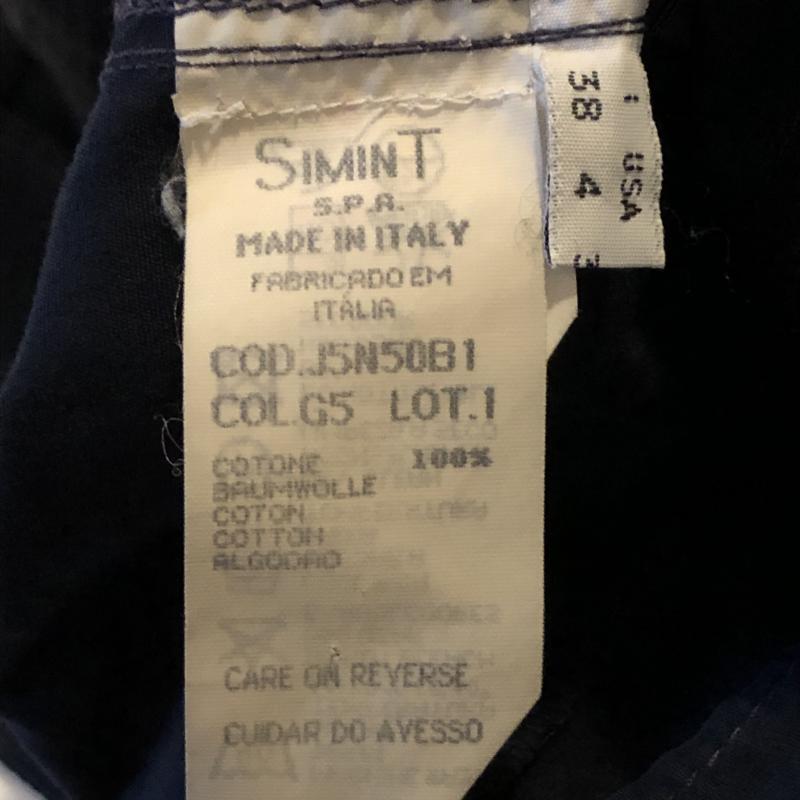 SIMINT
S.P.A.
MADE IN ITALY
FABRICADO EM
ITÁLIA
COD.J5N50B1
COL.G5 LOT.1
COTONE 100%
BAUMWOLLE
COTON
COTTON
ALGODAO
CARE ON REVERSE
CUIDAR DO AVESSO
i USA
38 4 3